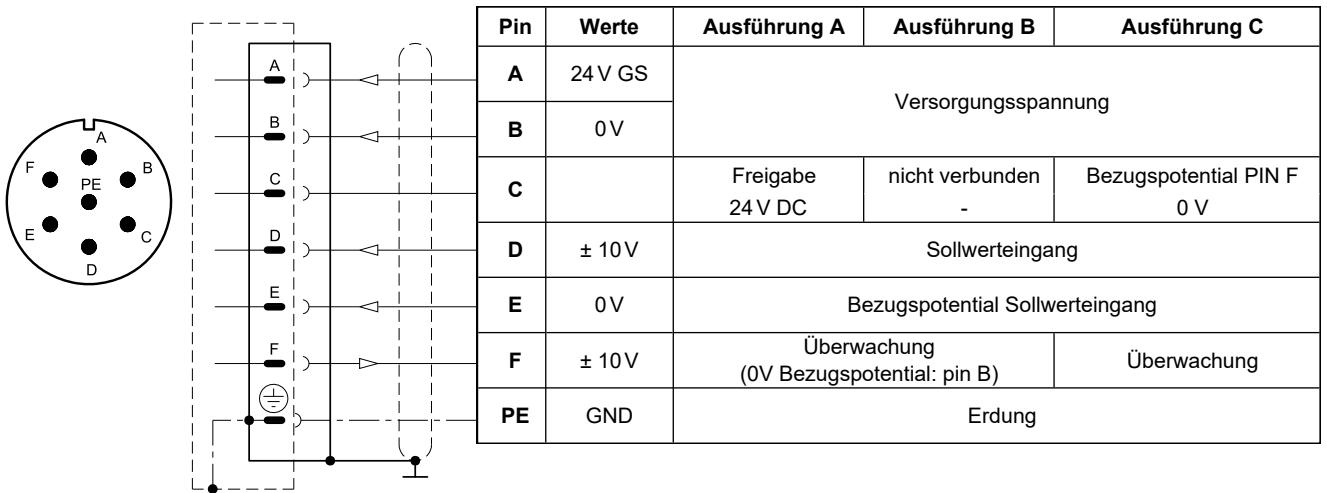 Pin Werte Ausführung A Ausführung B Ausführung C
A 24 V GS Versorgungsspannung
B 0 V
C Freigabe nicht verbunden Bezugspotential PIN F
24 V DC - 0 V
D ± 10 V Sollwerteingang
E 0 V Bezugspotential Sollwerteingang
F ± 10 V Überwachung Überwachung
(0V Bezugspotential: pin B)
PE GND Erdung
A
B
C
D
E
F
A
F
B
PE
E
C
D